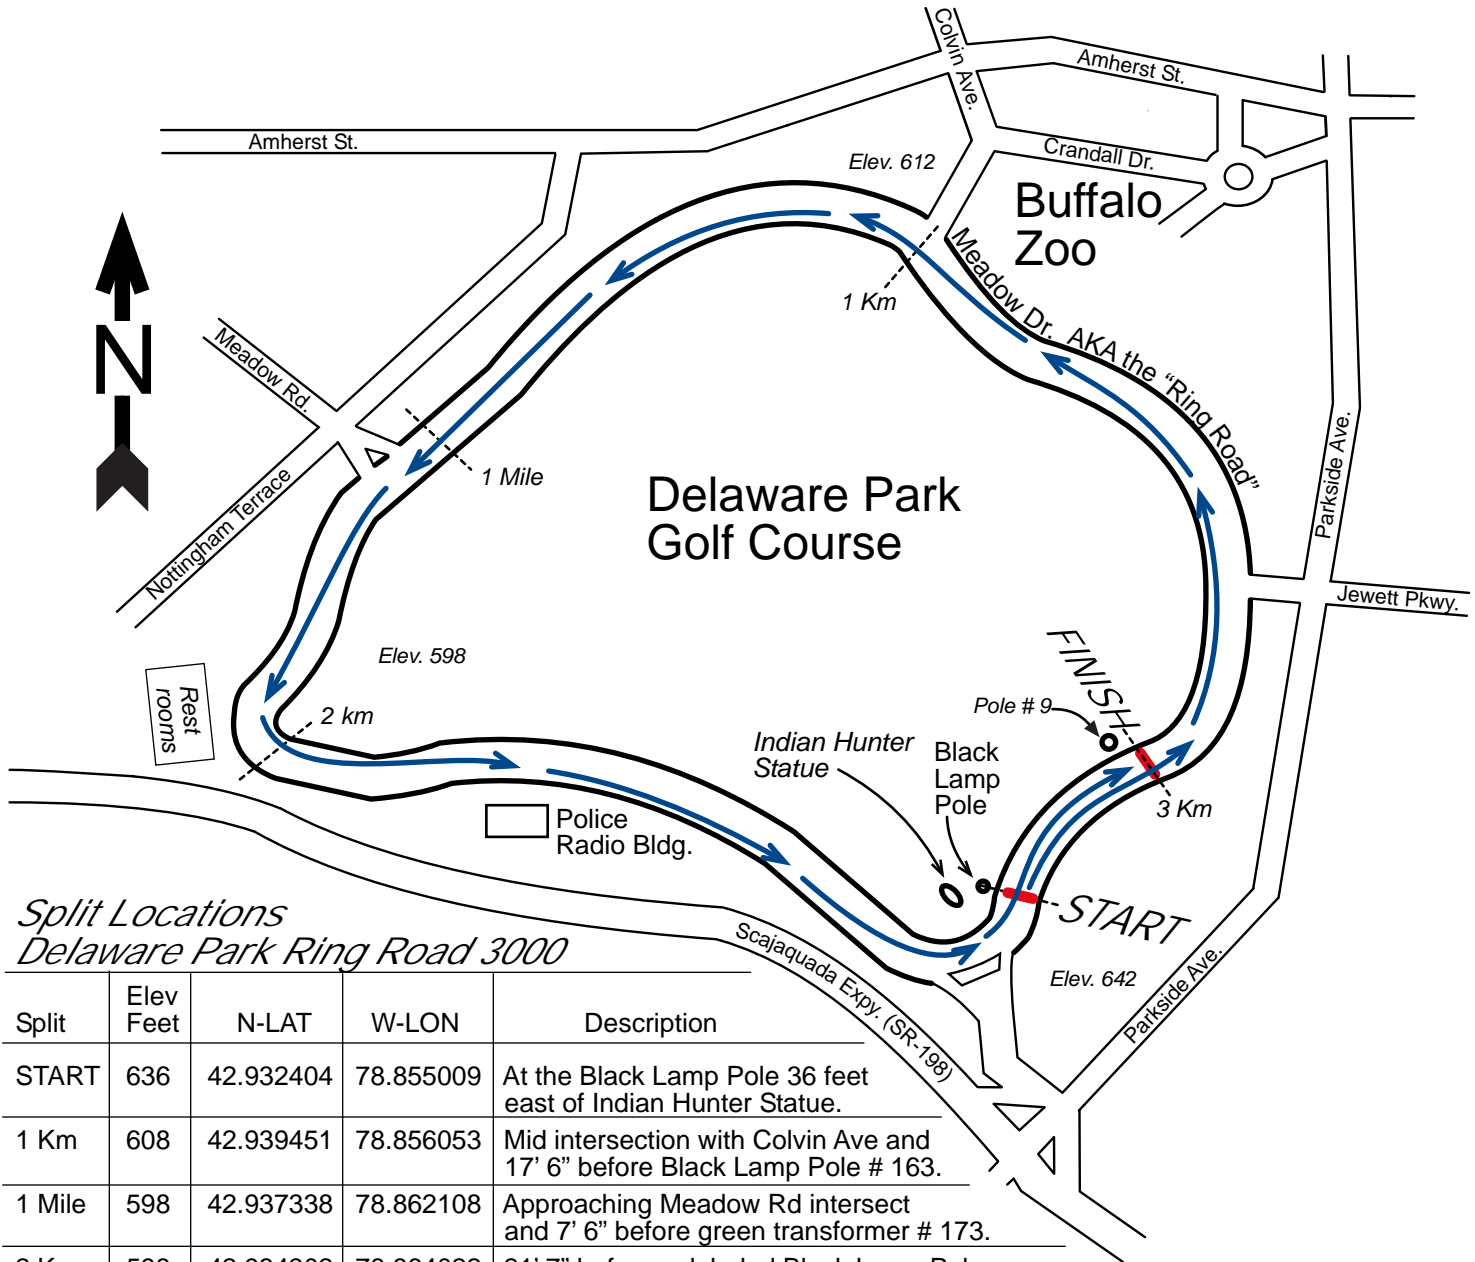 Colvin Ave.
Amherst St.
Amherst St.
Crandall Dr.
Elev. 612
Buffalo
Zoo
N
Meadow Dr. AKA the “Ring Road”
1 Km
Meadow Rd.
1 Mile
Delaware Park
Golf Course
Parkside Ave.
Nottingham Terrace
Jewett Pkwy.
Elev. 598
FINISH
Rest
rooms
2 km
Pole # 9
Indian Hunter
Statue
Black
Lamp
Pole
3 Km
Police
Radio Bldg.
START
Scajaquada Expy. (SR-198)
Elev. 642
Parkside Ave.
Split Locations
Delaware Park Ring Road 3000
Split Elev Feet N-LAT W-LON Description
START 636 42.932404 78.855009 At the Black Lamp Pole 36 feet
east of Indian Hunter Statue.
1 Km 608 42.939451 78.856053 Mid intersection with Colvin Ave and
17’ 6” before Black Lamp Pole # 163.
1 Mile 598 42.937338 78.862108 Approaching Meadow Rd intersect
and 7’ 6” before green transformer # 173.